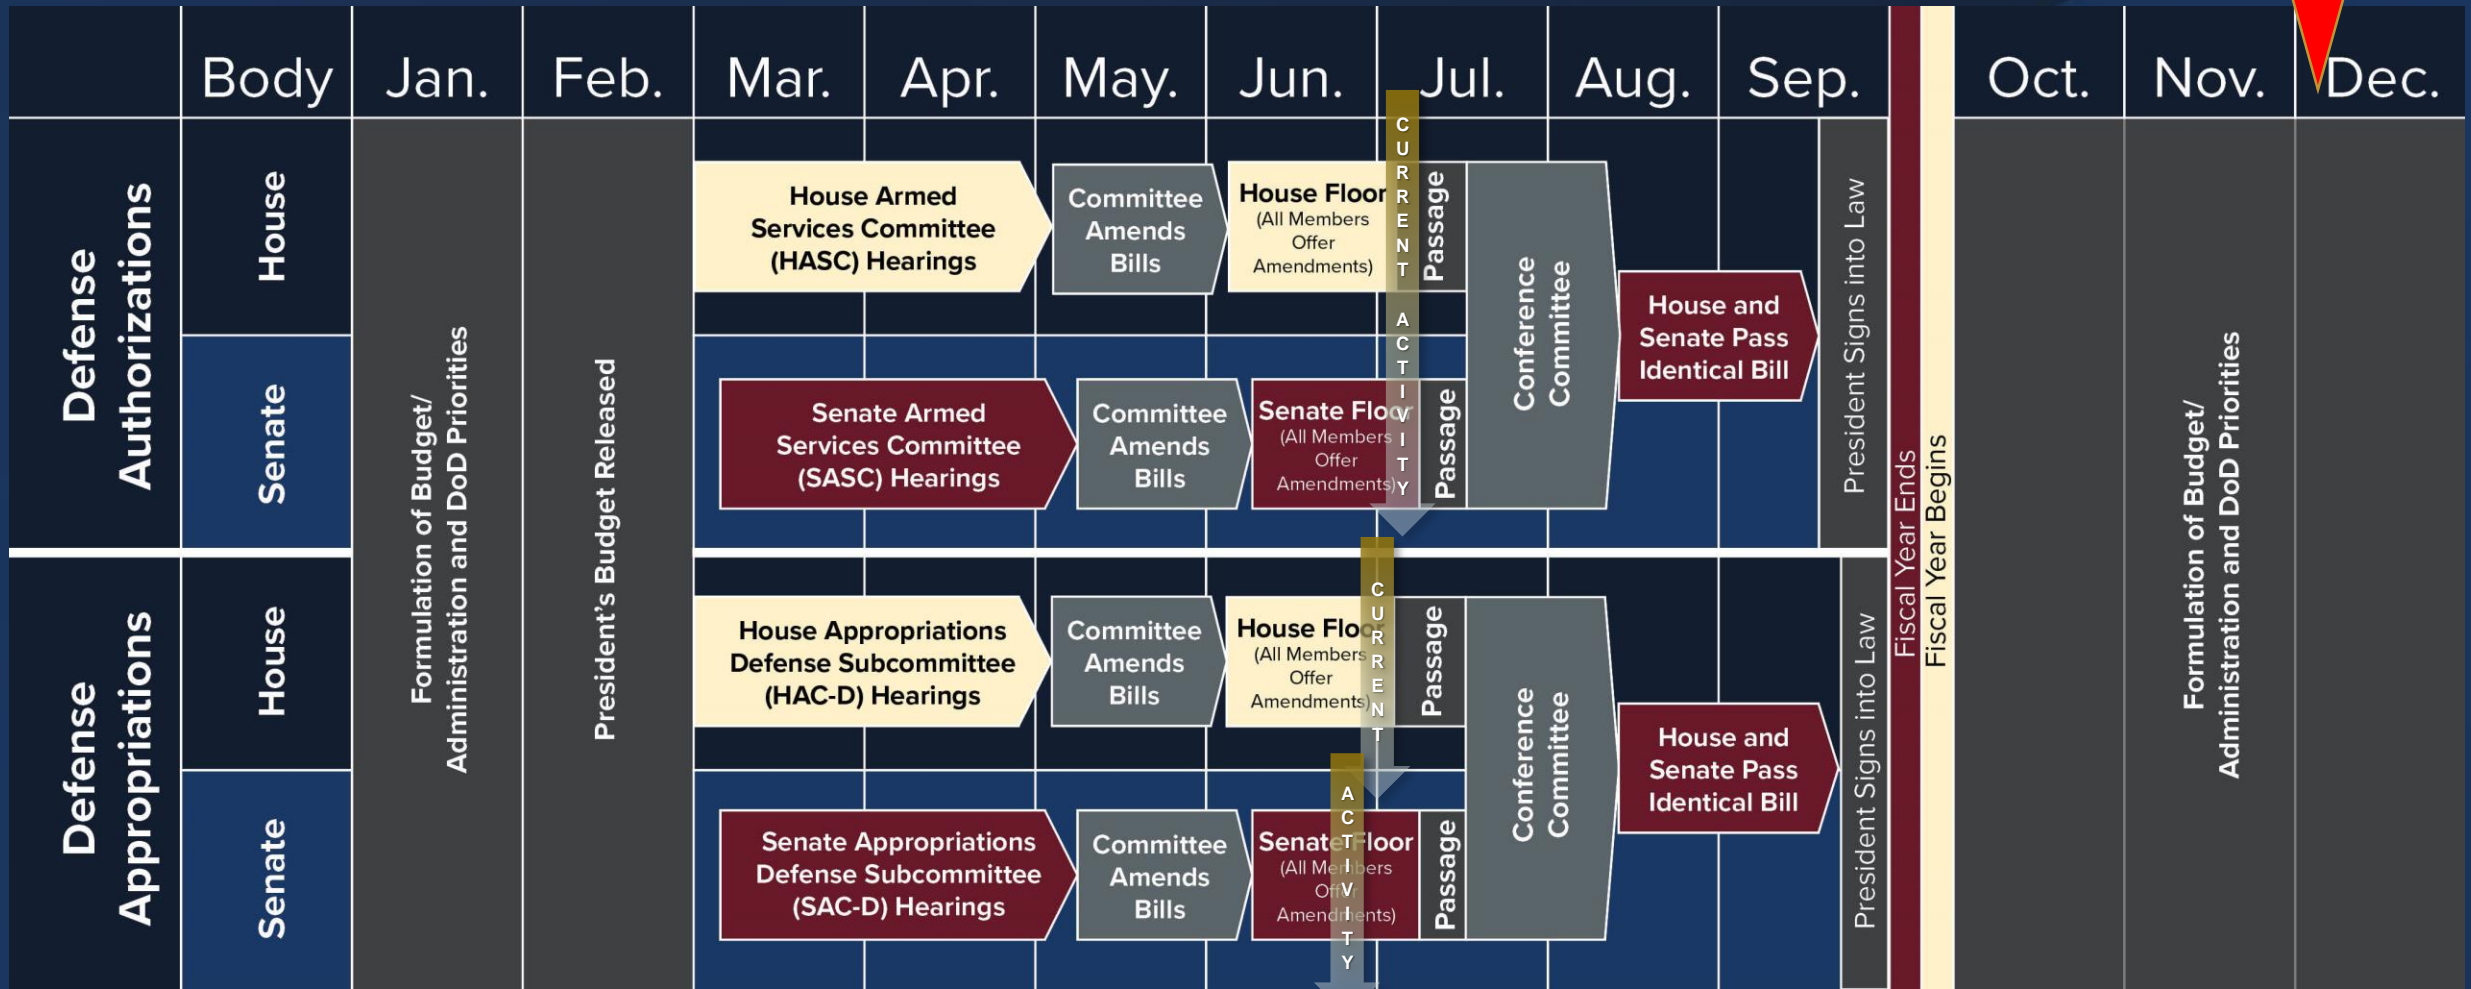 Body
Jan.
Feb.
Mar.
Apr.
May.
Jun.
Jul.
Aug.
Sep.
Oct.
Nov.
Dec.
Defense
Authorizations
House
Senate
Defense
Appropriations
House
Senate
Formulation of Budget/
Administration and DoD Priorities
President's Budget Released
House Armed
Services Committee
(HASC) Hearings
Committee
Amends
Bills
House Floor
(All Members
Offer
Amendments)
Passage
Senate Armed
Services Committee
(SASC) Hearings
Committee
Amends
Bills
Senate Floor
(All Members
Offer
Amendments)
Passage
CURRENT ACTIVITY
Conference
Committee
House and
Senate Pass
Identical Bill
President Signs into Law
House Appropriations
Defense Subcommittee
(HAC-D) Hearings
Committee
Amends
Bills
House Floor
(All Members
Offer
Amendments)
Passage
CURRENT
Senate Appropriations
Defense Subcommittee
(SAC-D) Hearings
Committee
Amends
Bills
Senate Floor
(All Members
Offer
Amendments)
Passage
ACTIVITY
Conference
Committee
House and
Senate Pass
Identical Bill
President Signs into Law
Fiscal Year Ends
Fiscal Year Begins
Formulation of Budget/
Administration and DoD Priorities